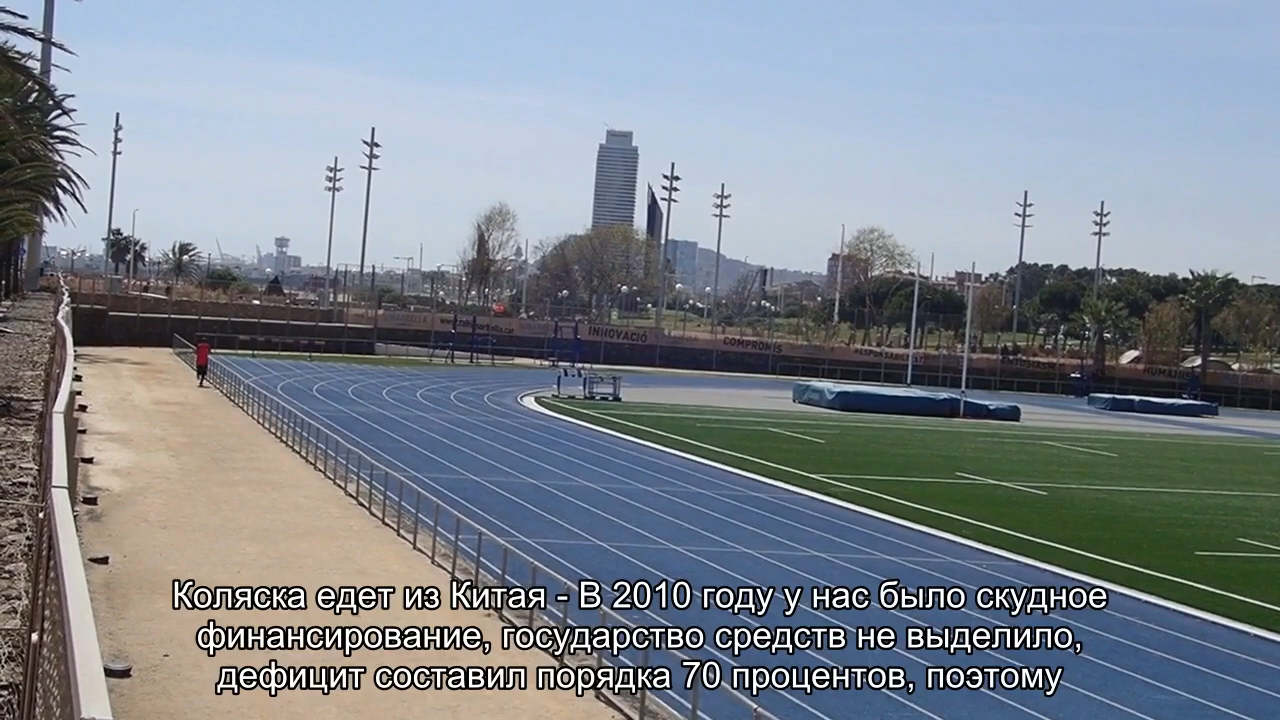 INNOVACIÓ
COMPROMÍS
Коляска едет из Китая - В 2010 году у нас было скудное
финансирование, государство средств не выделило,
дефицит составил порядка 70 процентов, поэтому